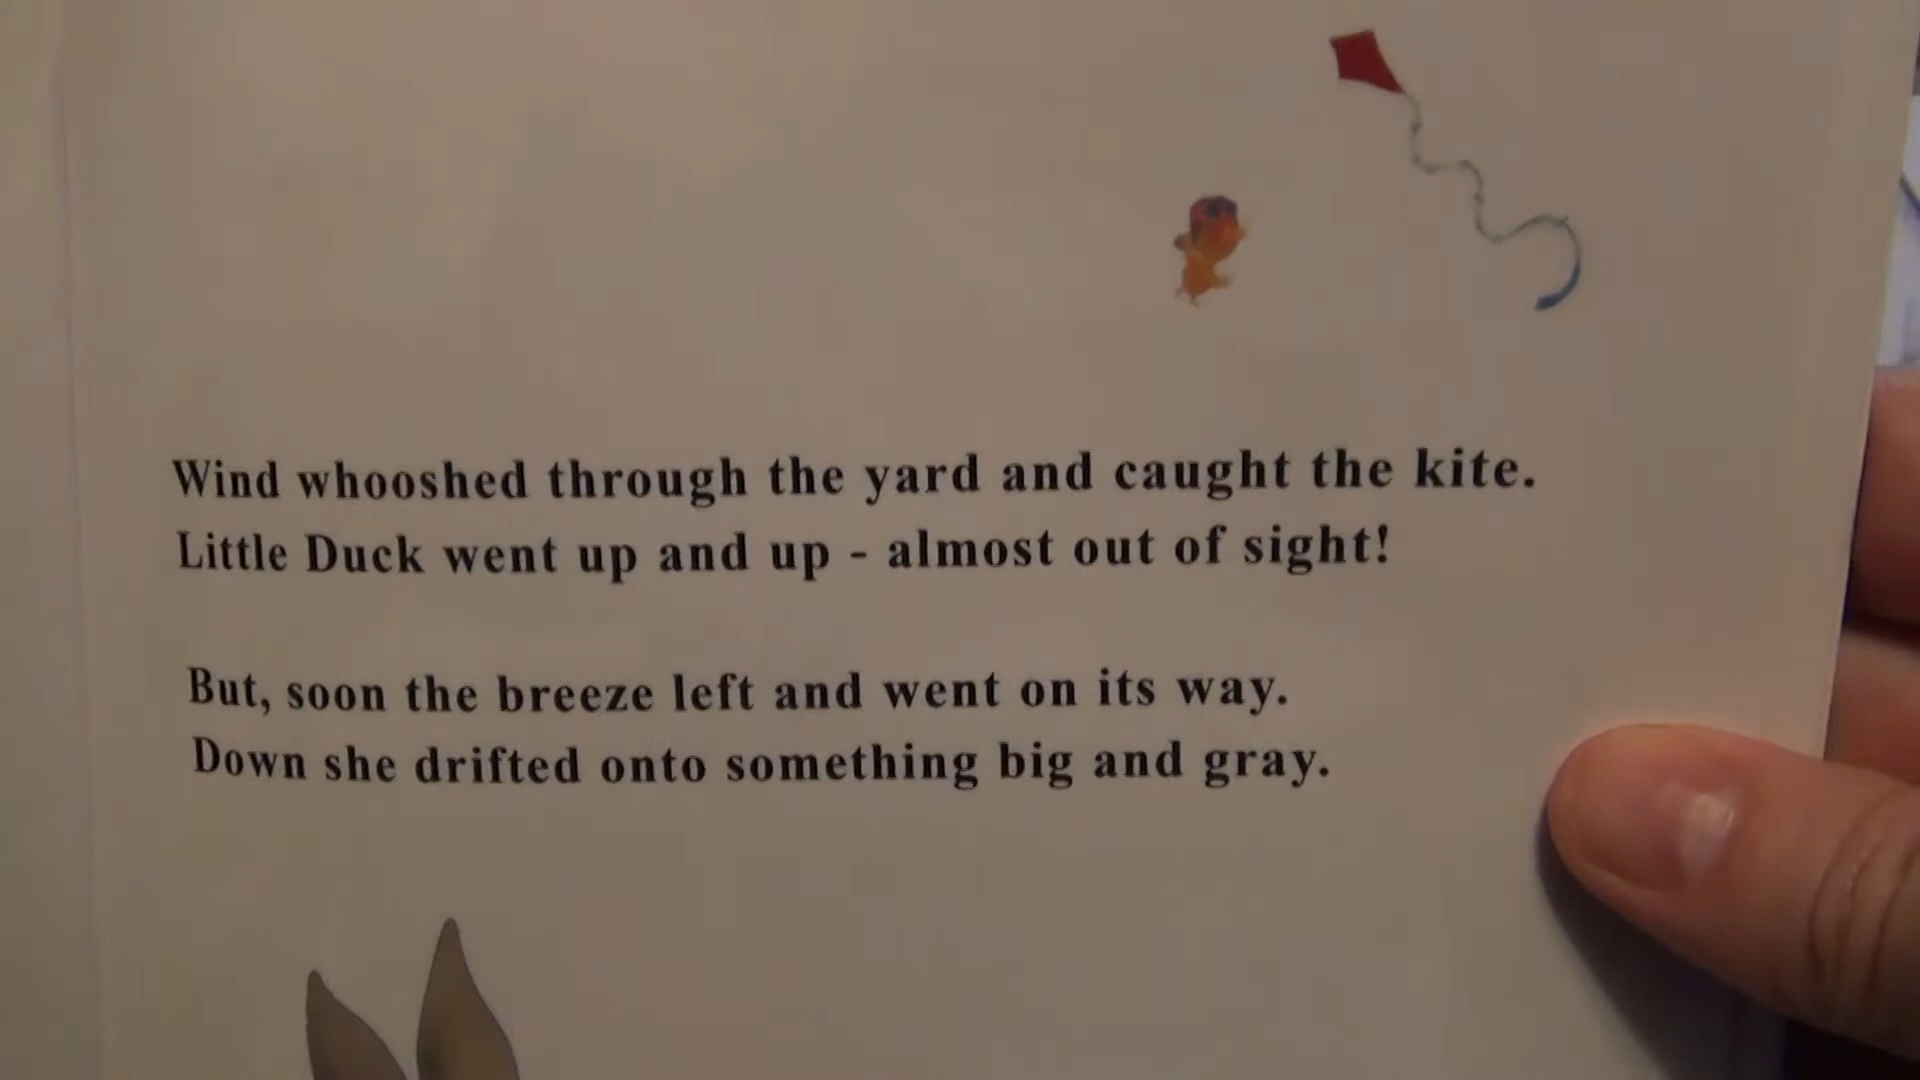 Wind whooshed through the yard and caught the kite.
Little Duck went up and up - almost out of sight!
But, soon the breeze left and went on its way.
Down she drifted onto something big and gray.